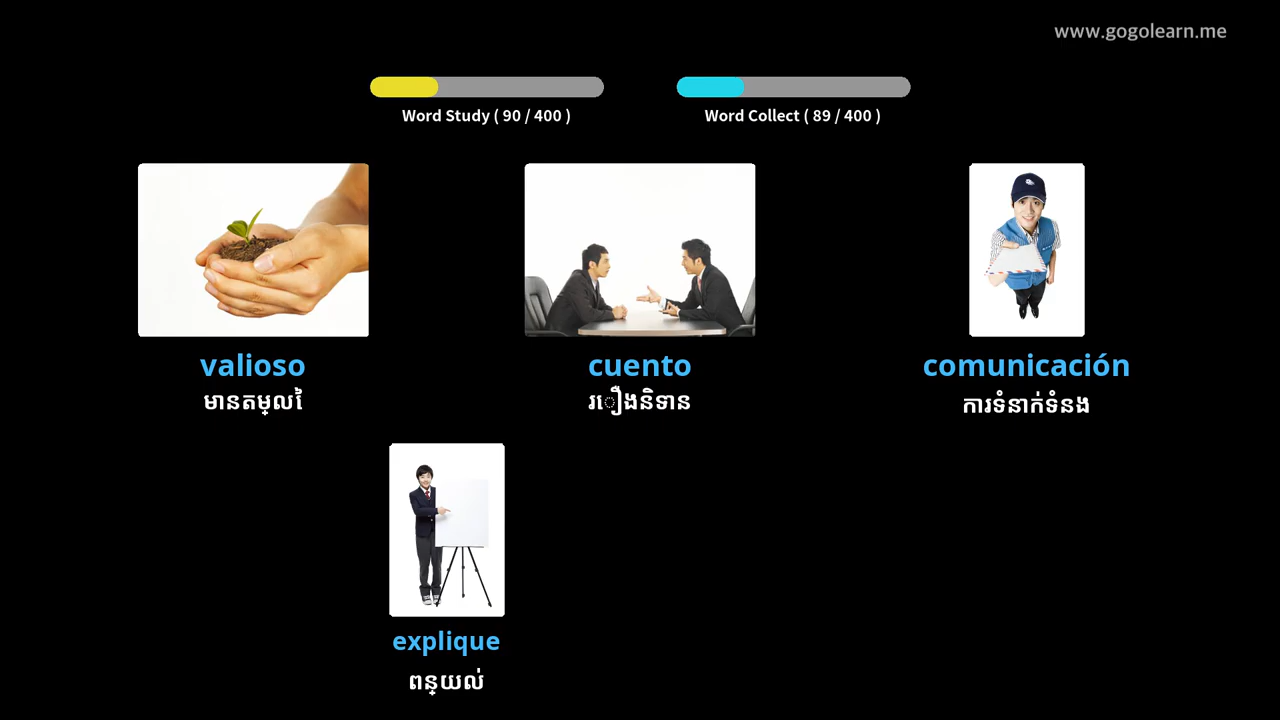 www.gogolearn.me
Word Study ( 90 / 400 )
Word Collect ( 89 / 400 )
valioso
មានតម្លៃ
cuento
រឿងនិទាន
comunicación
ការទំនាក់ទំនង
explique
ពន្យល់